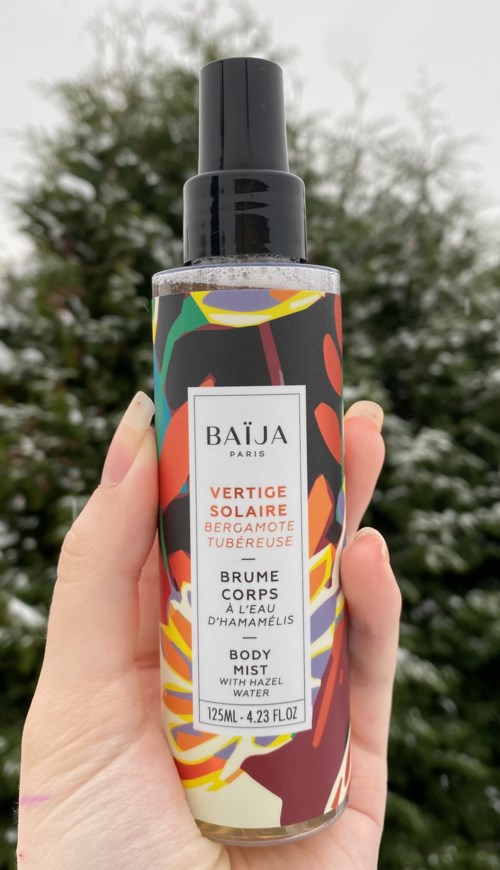 BAÏJA
PARIS
VERTIGE
SOLAIRE
BERGAMOTE
TUBÉREUSE
BRUME
CORPS
À L'EAU
D'HAMAMÉLIS
BODY
MIST
WITH HAZEL
WATER
125ML - 4.23 FL.OZ